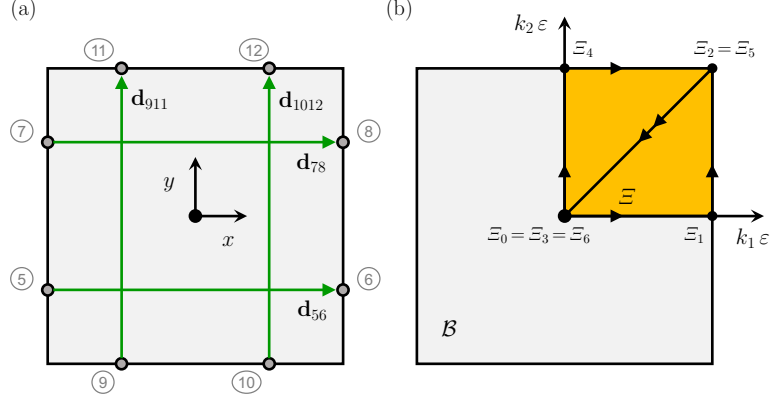 (a)
(b)
11
12
k₂ ε
Ξ₄
Ξ₂ = Ξ₅
d₉₁₁
d₁₀₁₂
7
8
d₇₈
y
x
Ξ
Ξ₀ = Ξ₃ = Ξ₆
Ξ₁
k₁ ε
5
6
d₅₆
ℬ
9
10